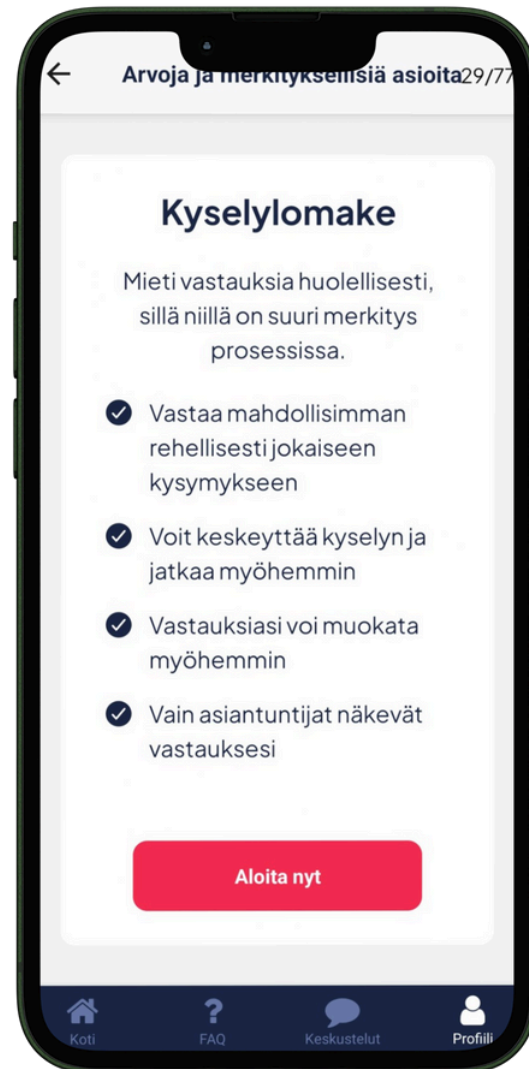 Arvoja ja merkityksellisiä asioita 29/77
Kyselylomake
Mieti vastauksia huolellisesti,
sillä niillä on suuri merkitys
prosessissa.
Vastaa mahdollisimman
rehellisesti jokaiseen
kysymykseen
Voit keskeyttää kyselyn ja
jatkaa myöhemmin
Vastauksiasi voi muokata
myöhemmin
Vain asiantuntijat näkevät
vastauksesi
Aloita nyt
Koti FAQ Keskustelut Profiili